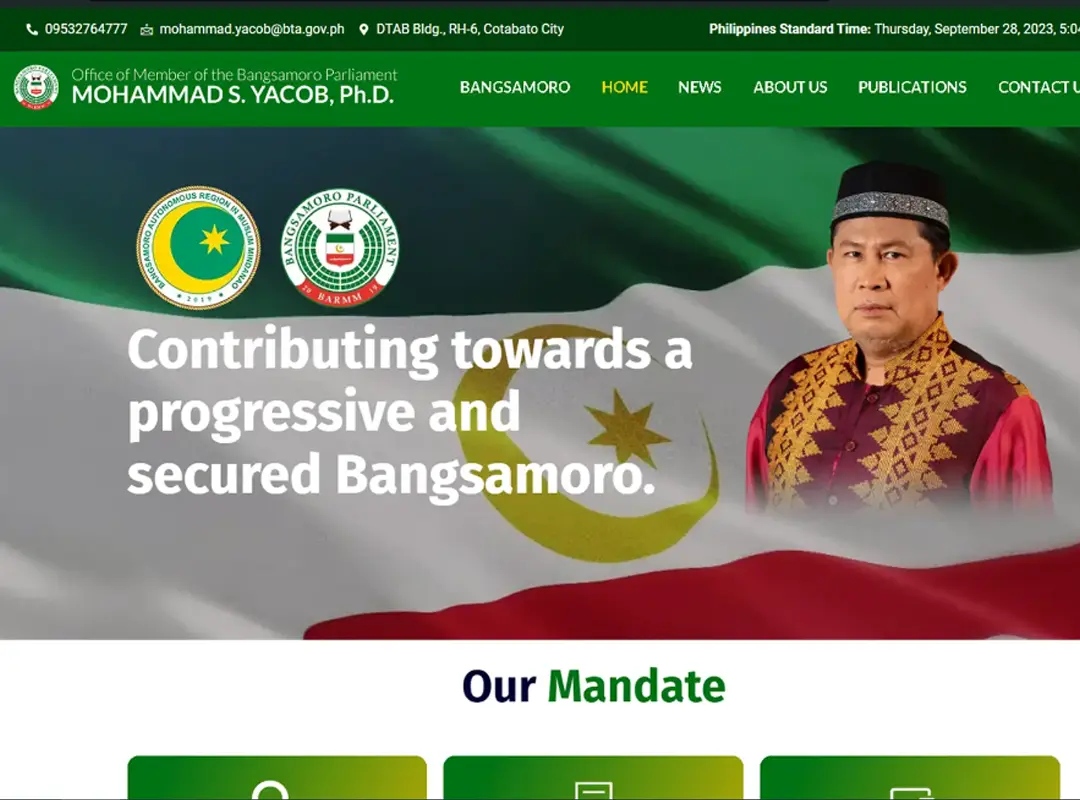 09532764777 mohammad.yacob@bta.gov.ph DTAB Bldg., RH-6, Cotabato City
Philippines Standard Time: Thursday, September 28, 2023, 5:04
Office of Member of the Bangsamoro Parliament
MOHAMMAD S. YACOB, Ph.D.
BANGSAMORO HOME NEWS ABOUT US PUBLICATIONS CONTACT U
BANGSAMORO AUTONOMOUS REGION IN MUSLIM MINDANAO
2019
BANGSAMORO PARLIAMENT
20 BARMM 19
Contributing towards a
progressive and
secured Bangsamoro.
Our Mandate